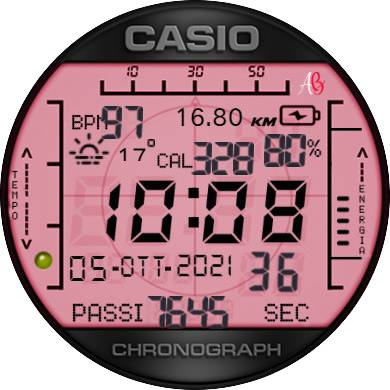 CASIO
10 30 50
AB
BPM 97 16.80 KM
17° CAL 328 80%
TEMPO
10:08
ENERGIA
05-OTT-2021 36
PASSI 7645 SEC
CHRONOGRAPH